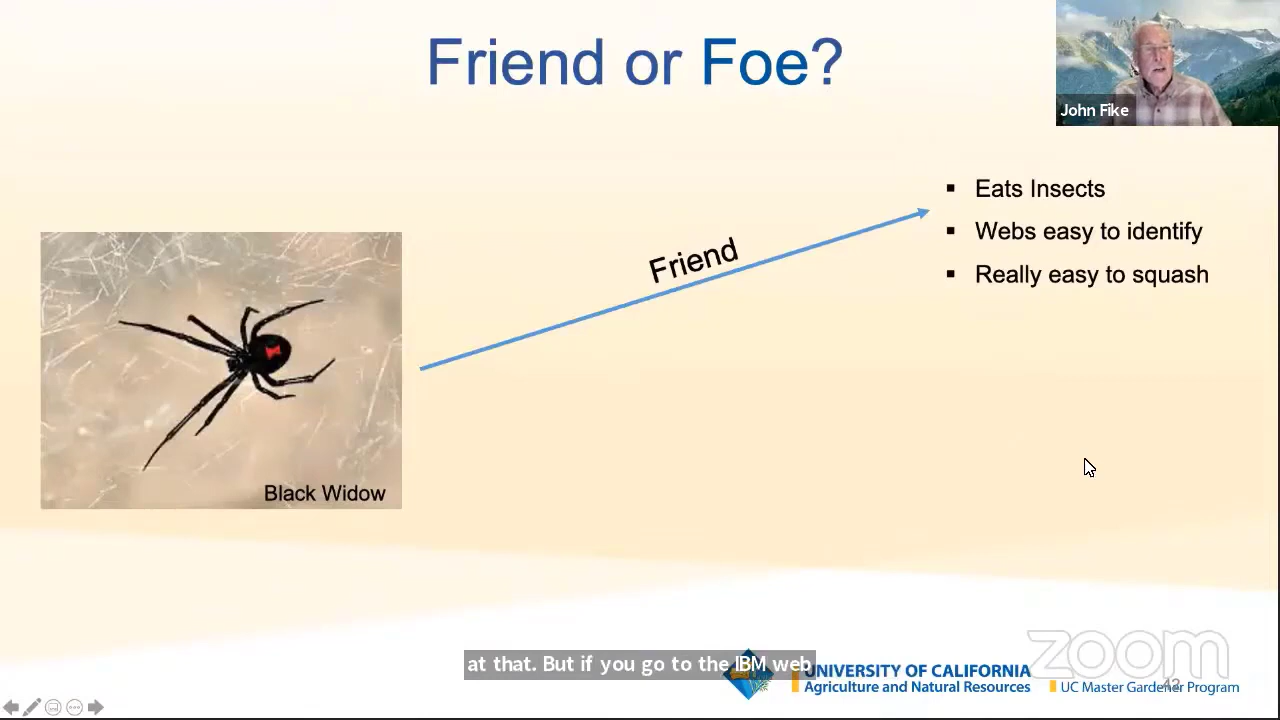 Friend or Foe?
John Fike
▪ Eats Insects
▪ Webs easy to identify
▪ Really easy to squash
Friend
Black Widow
at that. But if you go to the IBM web
UNIVERSITY OF CALIFORNIA
Agriculture and Natural Resources
UC Master Gardener Program
zoom